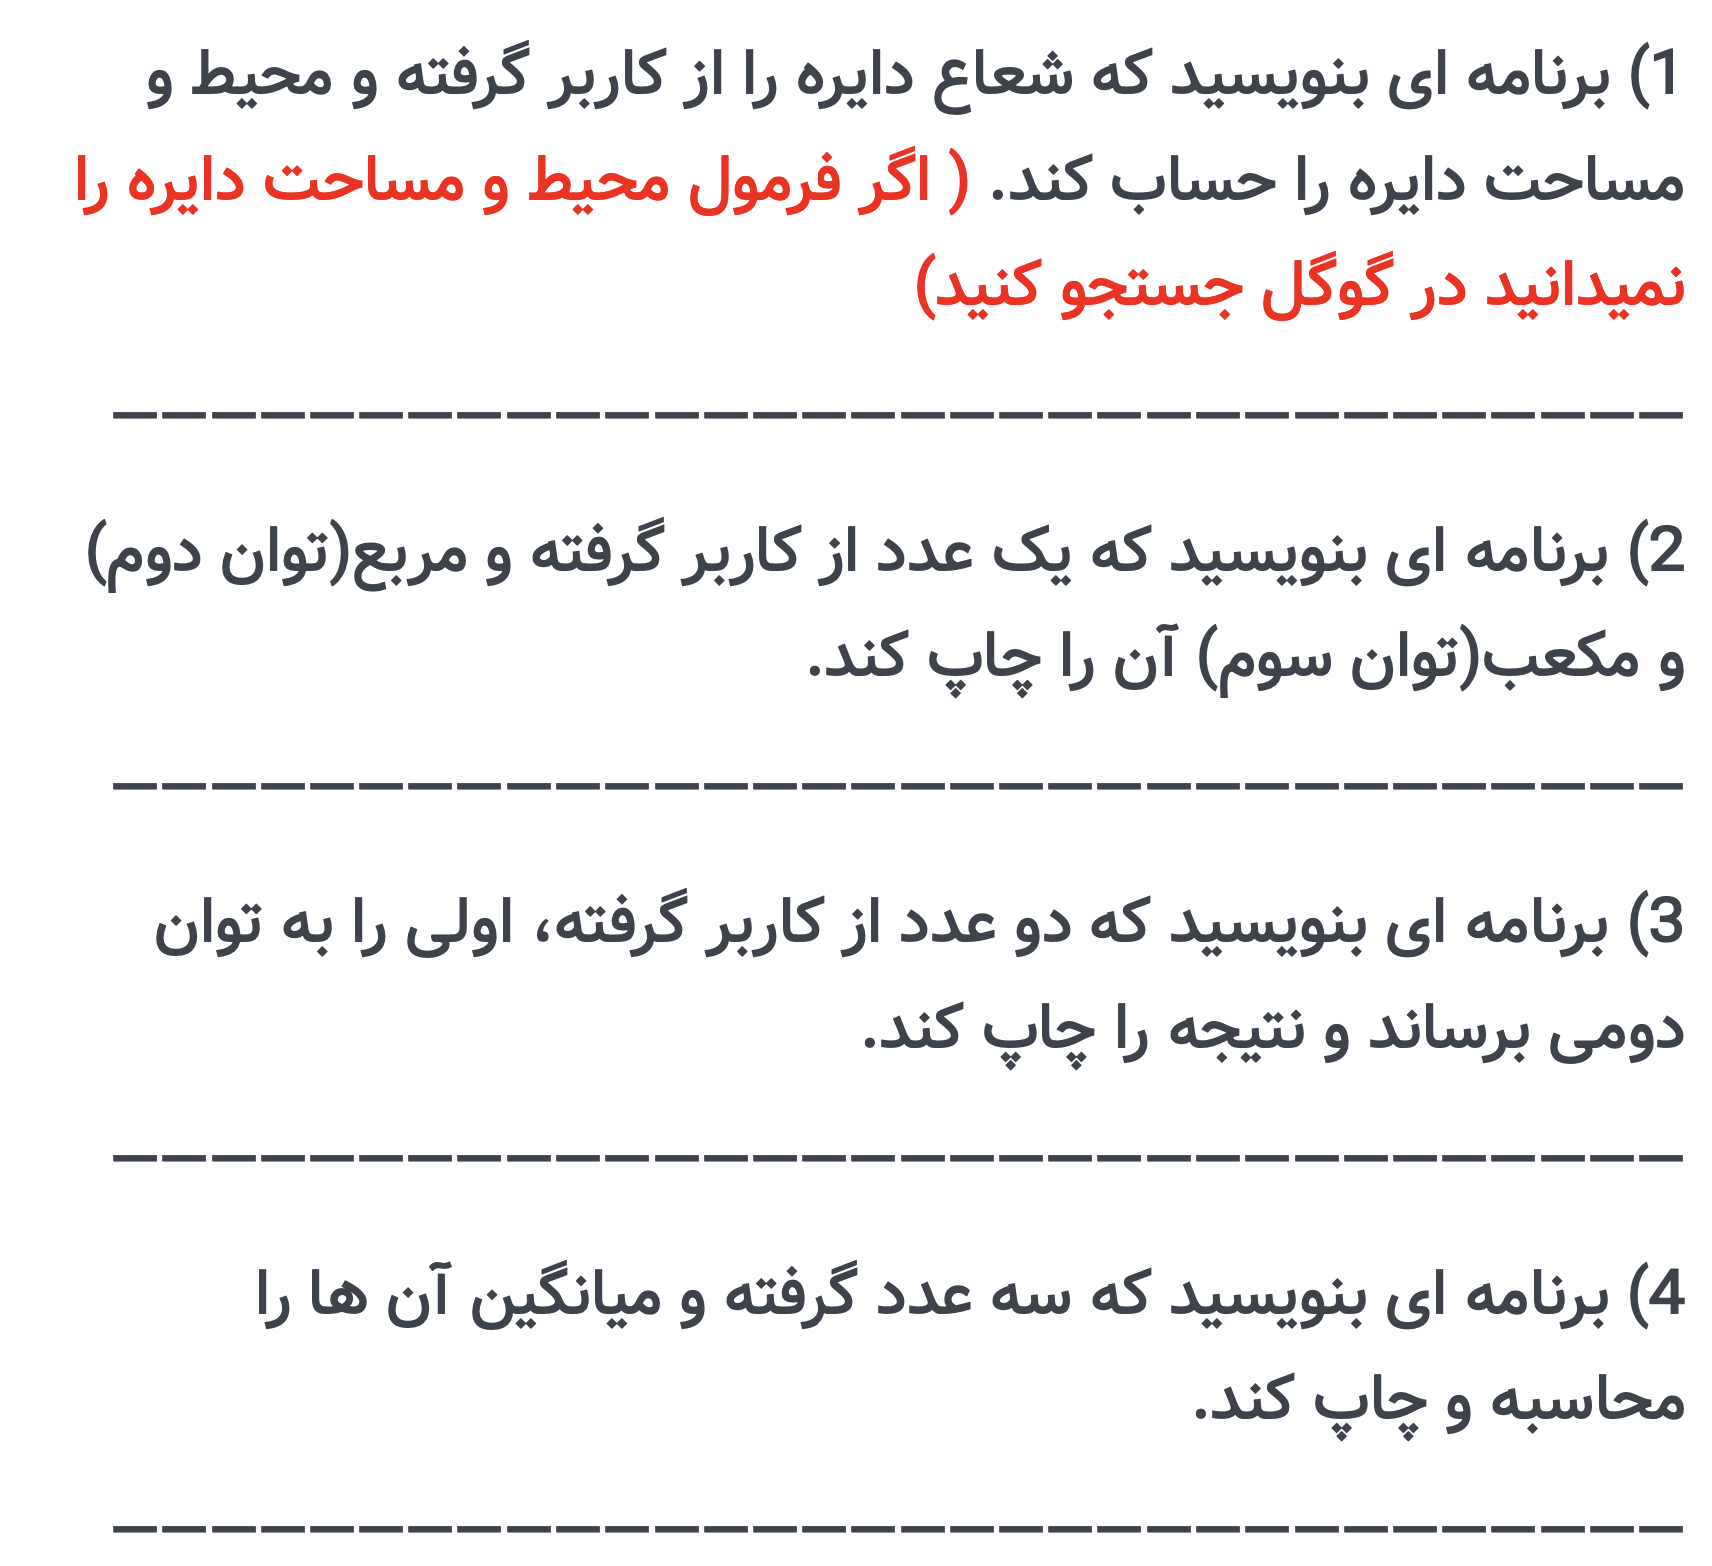 1) برنامه ای بنویسید که شعاع دایره را از کاربر گرفته و محیط و
مساحت دایره را حساب کند. ( اگر فرمول محیط و مساحت دایره را
نمیدانید در گوگل جستجو کنید)
________________________________
2) برنامه ای بنویسید که یک عدد از کاربر گرفته و مربع(توان دوم)
و مکعب(توان سوم) آن را چاپ کند.
________________________________
3) برنامه ای بنویسید که دو عدد از کاربر گرفته، اولی را به توان
دومی برساند و نتیجه را چاپ کند.
________________________________
4) برنامه ای بنویسید که سه عدد گرفته و میانگین آن ها را
محاسبه و چاپ کند.
________________________________